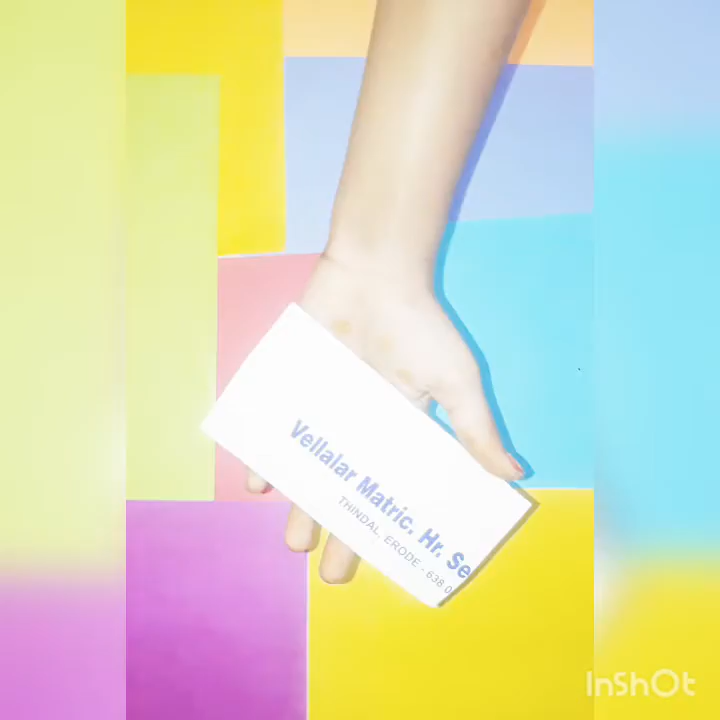 Vellalar Matric. Hr. Se
THINDAL, ERODE - 638 0
InShOt